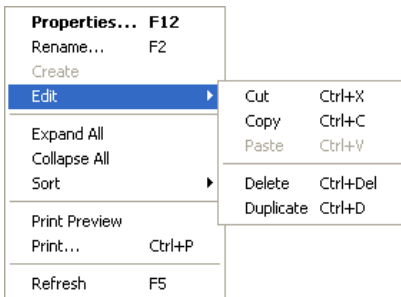 Properties... F12
Rename... F2
Create
Edit
Expand All
Collapse All
Sort
Print Preview
Print... Ctrl+P
Refresh F5
Cut Ctrl+X
Copy Ctrl+C
Paste Ctrl+V
Delete Ctrl+Del
Duplicate Ctrl+D